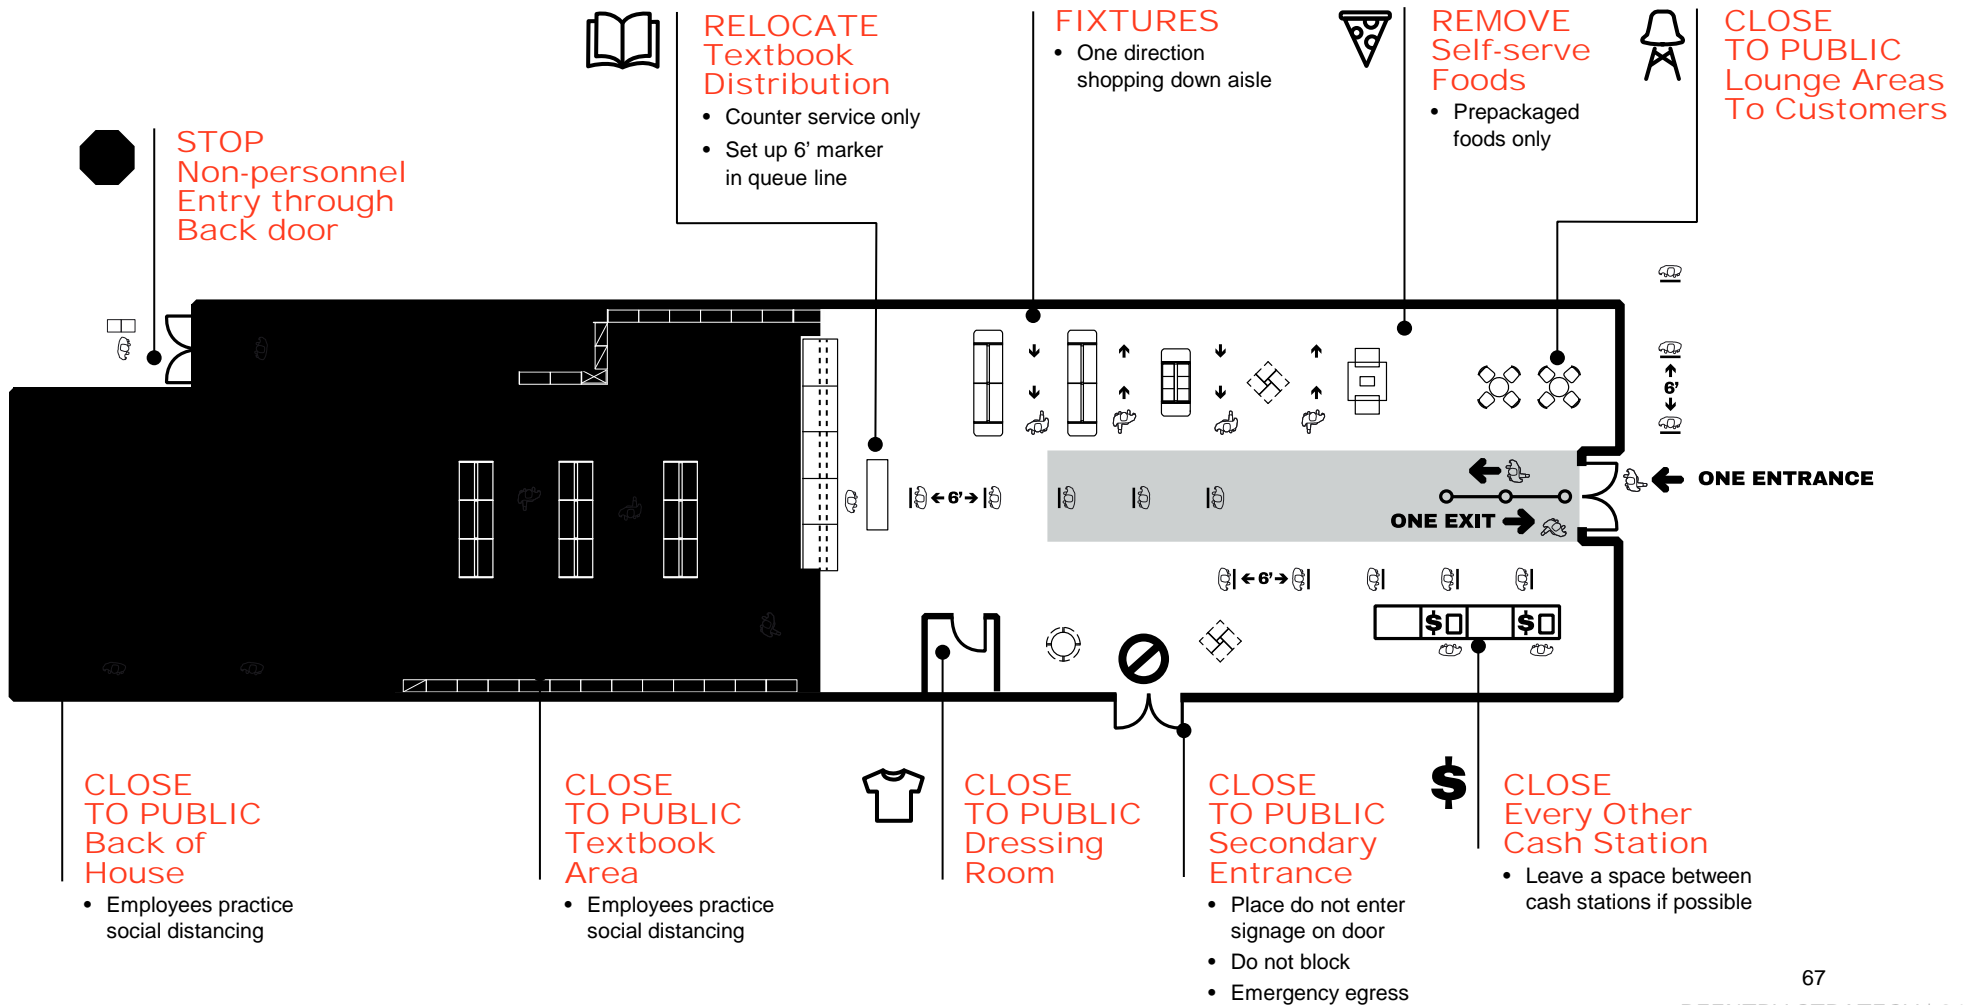 RELOCATE
Textbook
Distribution
• Counter service only
• Set up 6’ marker
in queue line
FIXTURES
• One direction
shopping down aisle
REMOVE
Self-serve
Foods
• Prepackaged
foods only
CLOSE
TO PUBLIC
Lounge Areas
To Customers
STOP
Non-personnel
Entry through
Back door
6’
ONE ENTRANCE
6’
ONE EXIT
6’
$
$
CLOSE
TO PUBLIC
Back of
House
• Employees practice
social distancing
CLOSE
TO PUBLIC
Textbook
Area
• Employees practice
social distancing
CLOSE
TO PUBLIC
Dressing
Room
CLOSE
TO PUBLIC
Secondary
Entrance
• Place do not enter
signage on door
• Do not block
• Emergency egress
$
CLOSE
Every Other
Cash Station
• Leave a space between
cash stations if possible
67